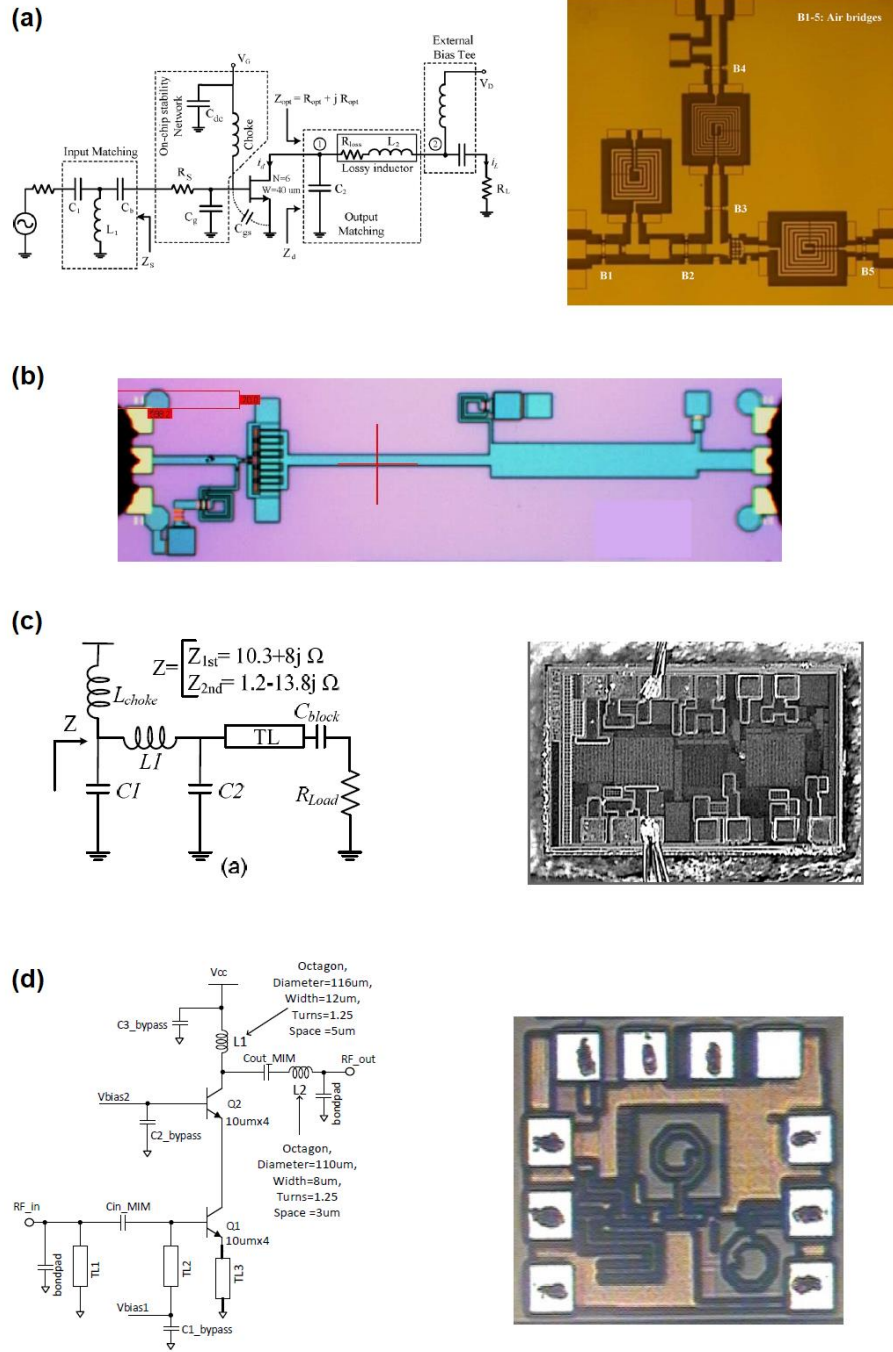 (a)
V_G
On-chip stability
Network
C_dc
Choke
Input Matching
C_1
C_b
L_1
Z_S
R_S
C_g
C_gs
N=6
W=40 um
i_d
Z_opt = R_opt + j R_opt
1
R_loss
L_2
Lossy inductor
C_2
Output
Matching
Z_d
2
External
Bias Tee
V_D
i_L
R_L
B1-5: Air bridges
B4
B3
B1
B2
B5
(b)
(c)
Z=
Z_1st= 10.3+8j Ω
Z_2nd= 1.2-13.8j Ω
L_choke
Z
L1
C_block
TL
C1
C2
R_Load
(a)
(d)
Vcc
C3_bypass
L1
Octagon,
Diameter=116um,
Width=12um,
Turns=1.25
Space =5um
Cout_MIM
RF_out
L2
bondpad
Vbias2
Q2
10umx4
C2_bypass
Octagon,
Diameter=110um,
Width=8um,
Turns=1.25
Space =3um
RF_in
Cin_MIM
Q1
10umx4
bondpad
TL1
TL2
TL3
Vbias1
C1_bypass